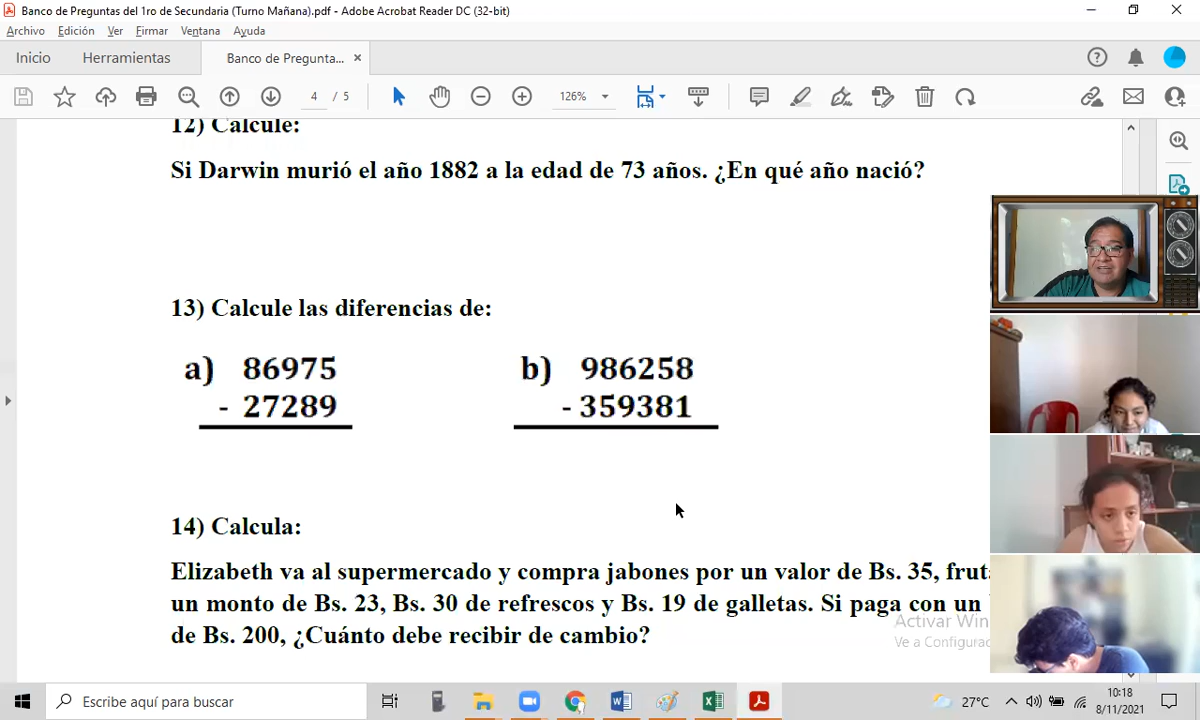 Banco de Preguntas del 1ro de Secundaria (Turno Mañana).pdf - Adobe Acrobat Reader DC (32-bit)
Archivo Edición Ver Firmar Ventana Ayuda
Inicio Herramientas Banco de Pregunta... ×
4 / 5 126%
12) Calcule:
Si Darwin murió el año 1882 a la edad de 73 años. ¿En qué año nació?
13) Calcule las diferencias de:
a) 86975 b) 986258
- 27289 - 359381
14) Calcula:
Elizabeth va al supermercado y compra jabones por un valor de Bs. 35, frut
un monto de Bs. 23, Bs. 30 de refrescos y Bs. 19 de galletas. Si paga con un
de Bs. 200, ¿Cuánto debe recibir de cambio?
Activar Win
Ve a Configurac
Escribe aquí para buscar
27°C
10:18
8/11/2021